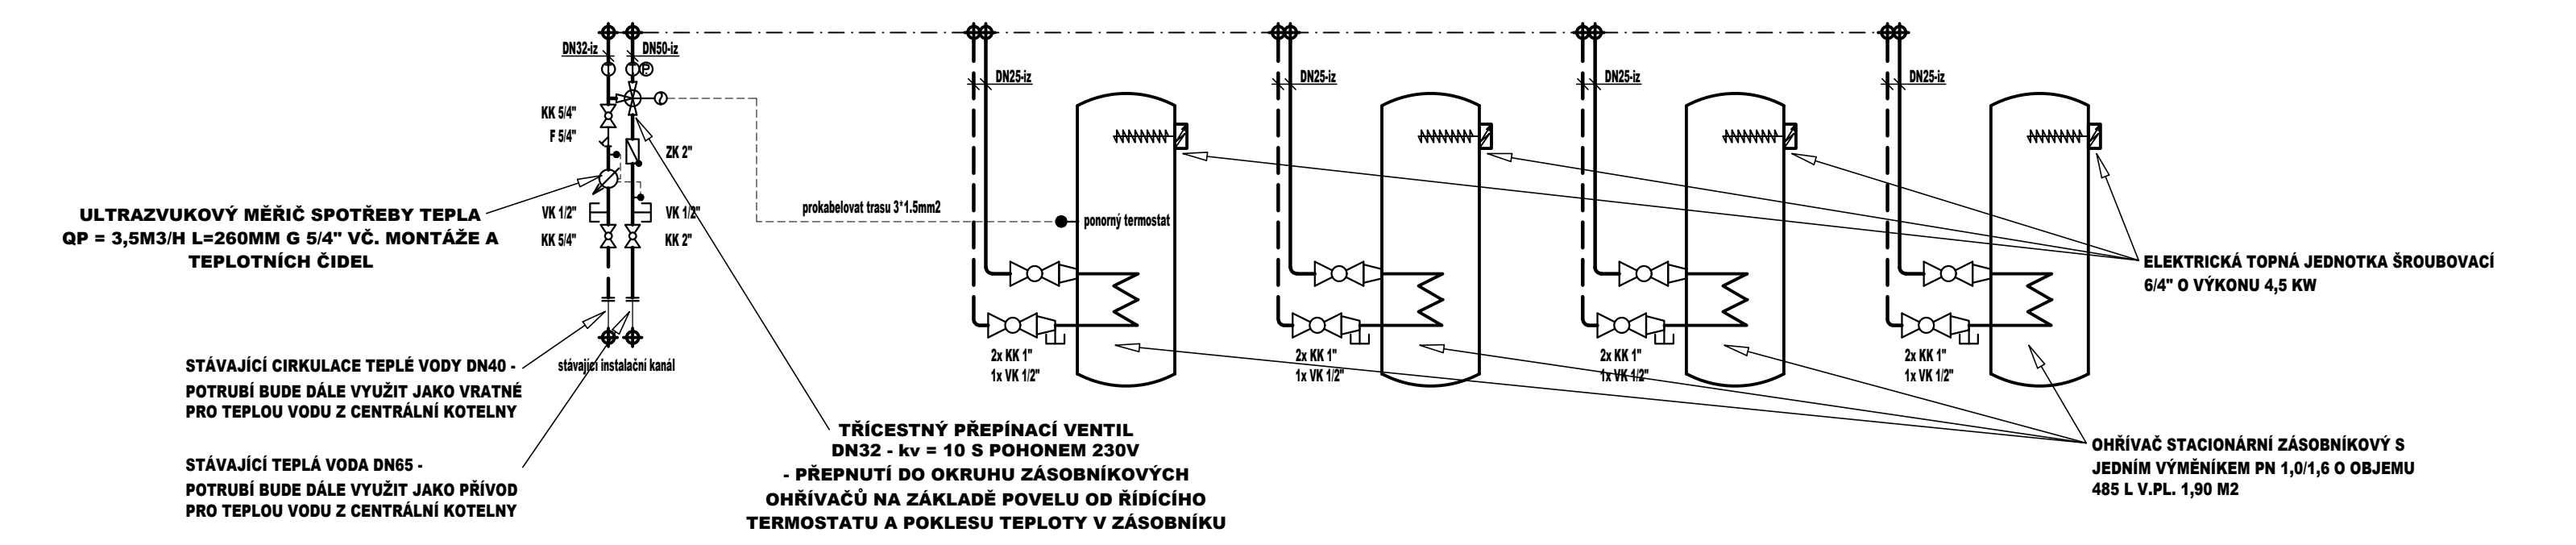 DN32-iz
DN50-iz
DN25-iz
DN25-iz
DN25-iz
DN25-iz
P
KK 5/4"
F 5/4"
ZK 2"
ULTRAZVUKOVÝ MĚŘIČ SPOTŘEBY TEPLA
QP = 3,5M3/H L=260MM G 5/4" VČ. MONTÁŽE A
TEPLOTNÍCH ČIDEL
VK 1/2"
VK 1/2"
KK 5/4"
KK 2"
prokabelovat trasu 3*1.5mm2
ponorný termostat
ELEKTRICKÁ TOPNÁ JEDNOTKA ŠROUBOVACÍ
6/4" O VÝKONU 4,5 KW
STÁVAJÍCÍ CIRKULACE TEPLÉ VODY DN40 -
POTRUBÍ BUDE DÁLE VYUŽIT JAKO VRATNÉ
PRO TEPLOU VODU Z CENTRÁLNÍ KOTELNY
stávající instalační kanál
2x KK 1"
1x VK 1/2"
2x KK 1"
1x VK 1/2"
2x KK 1"
1x VK 1/2"
2x KK 1"
1x VK 1/2"
STÁVAJÍCÍ TEPLÁ VODA DN65 -
POTRUBÍ BUDE DÁLE VYUŽIT JAKO PŘÍVOD
PRO TEPLOU VODU Z CENTRÁLNÍ KOTELNY
TŘÍCESTNÝ PŘEPÍNACÍ VENTIL
DN32 - kv = 10 S POHONEM 230V
- PŘEPNUTÍ DO OKRUHU ZÁSOBNÍKOVÝCH
OHŘÍVAČŮ NA ZÁKLADĚ POVELU OD ŘÍDÍCÍHO
TERMOSTATU A POKLESU TEPLOTY V ZÁSOBNÍKU
OHŘÍVAČ STACIONÁRNÍ ZÁSOBNÍKOVÝ S
JEDNÍM VÝMĚNÍKEM PN 1,0/1,6 O OBJEMU
485 L V.PL. 1,90 M2